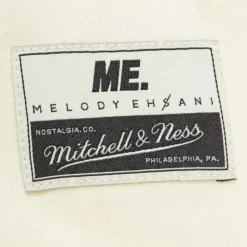 ME.
MELODY EHSANI
NOSTALGIA.CO.
Mitchell & Ness
PHILADELPHIA, PA.